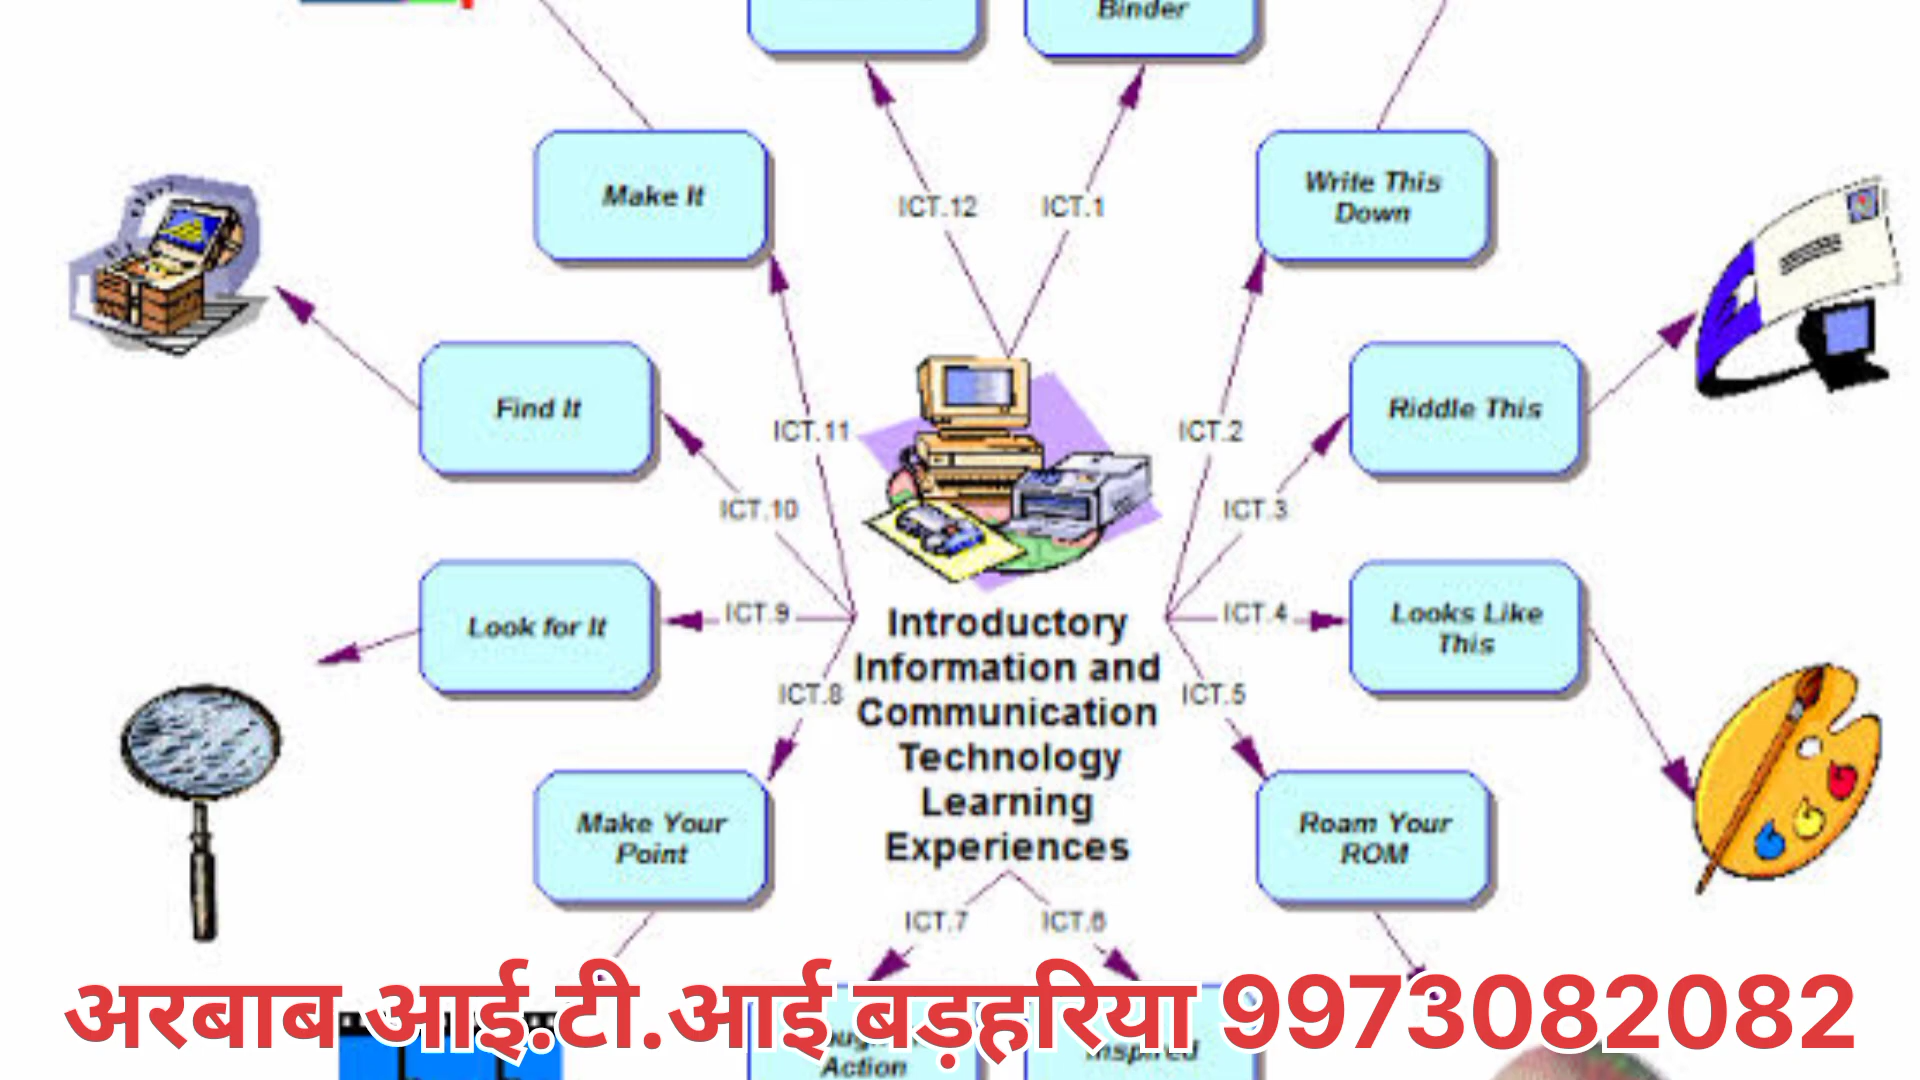 Binder
Make It
ICT.12
ICT.1
Write This
Down
Find It
ICT.11
ICT.2
Riddle This
ICT.10
ICT.3
Look for It
ICT.9
ICT.4
Looks Like
This
Introductory
Information and
Communication
Technology
Learning
Experiences
ICT.8
ICT.5
Make Your
Point
Roam Your
ROM
ICT.7
ICT.6
Action
Inspired
अरबाब आई.टी.आई बड़हरिया 9973082082